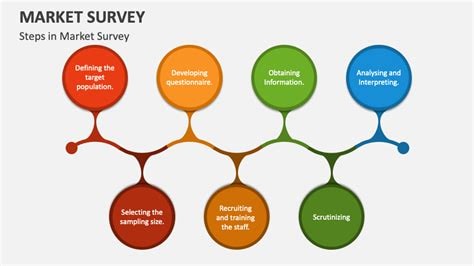 MARKET SURVEY
Steps in Market Survey
Defining the
target
population.
Developing
questionnaire.
Obtaining
Information.
Analysing and
Interpreting.
Selecting the
sampling size.
Recruiting
and training
the staff.
Scrutinizing